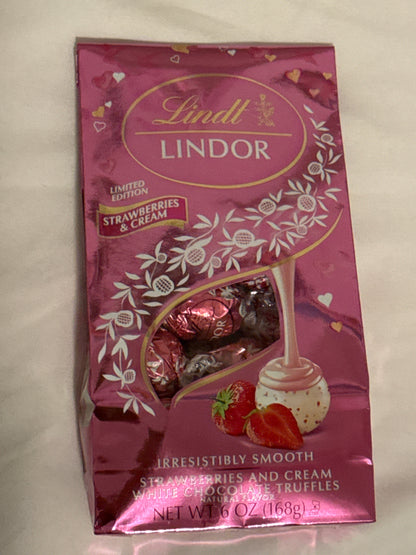 Lindt
LINDOR
LIMITED
EDITION
STRAWBERRIES
& CREAM
DOR
IRRESISTIBLY SMOOTH
STRAWBERRIES AND CREAM
WHITE CHOCOLATE TRUFFLES
NATURAL FLAVOR
NET WT 6 OZ (168g)